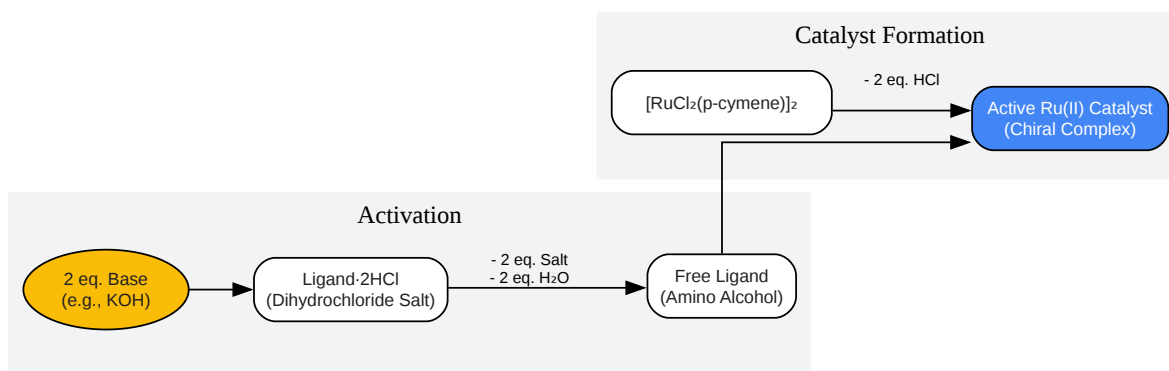 Catalyst Formation
[RuCl₂(p-cymene)]₂
- 2 eq. HCl
Active Ru(II) Catalyst
(Chiral Complex)
Activation
2 eq. Base
(e.g., KOH)
Ligand·2HCl
(Dihydrochloride Salt)
- 2 eq. Salt
- 2 eq. H₂O
Free Ligand
(Amino Alcohol)